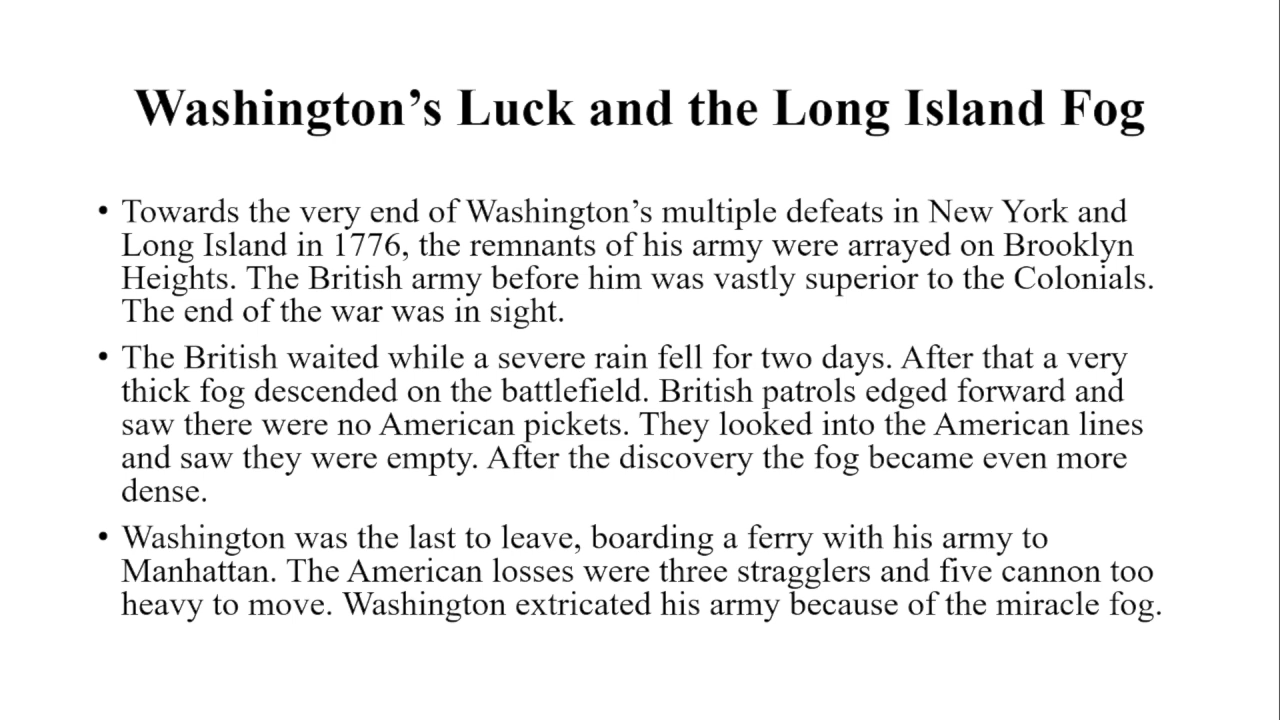 Washington’s Luck and the Long Island Fog
• Towards the very end of Washington’s multiple defeats in New York and
Long Island in 1776, the remnants of his army were arrayed on Brooklyn
Heights. The British army before him was vastly superior to the Colonials.
The end of the war was in sight.
• The British waited while a severe rain fell for two days. After that a very
thick fog descended on the battlefield. British patrols edged forward and
saw there were no American pickets. They looked into the American lines
and saw they were empty. After the discovery the fog became even more
dense.
• Washington was the last to leave, boarding a ferry with his army to
Manhattan. The American losses were three stragglers and five cannon too
heavy to move. Washington extricated his army because of the miracle fog.